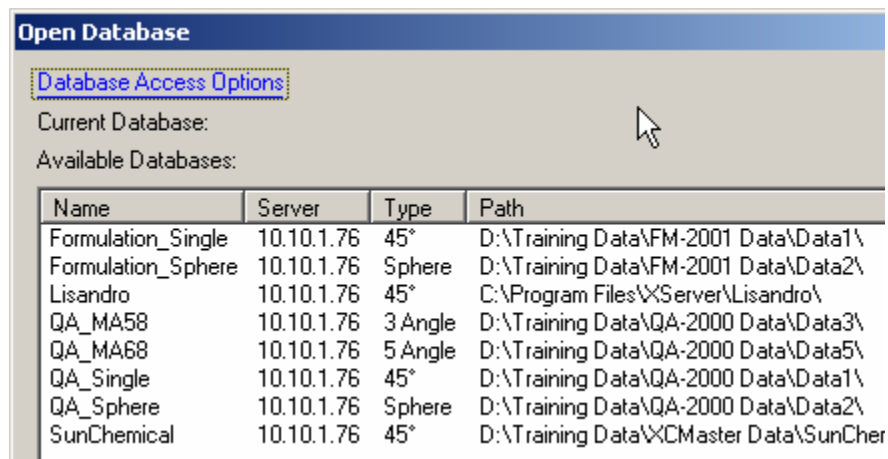 Open Database
Database Access Options
Current Database:
Available Databases:
Name Server Type Path
Formulation_Single 10.10.1.76 45° D:\Training Data\FM-2001 Data\Data1\
Formulation_Sphere 10.10.1.76 Sphere D:\Training Data\FM-2001 Data\Data2\
Lisandro 10.10.1.76 45° C:\Program Files\XServer\Lisandro\
QA_MA58 10.10.1.76 3 Angle D:\Training Data\QA-2000 Data\Data3\
QA_MA68 10.10.1.76 5 Angle D:\Training Data\QA-2000 Data\Data5\
QA_Single 10.10.1.76 45° D:\Training Data\QA-2000 Data\Data1\
QA_Sphere 10.10.1.76 Sphere D:\Training Data\QA-2000 Data\Data2\
SunChemical 10.10.1.76 45° D:\Training Data\XCMaster Data\SunChe